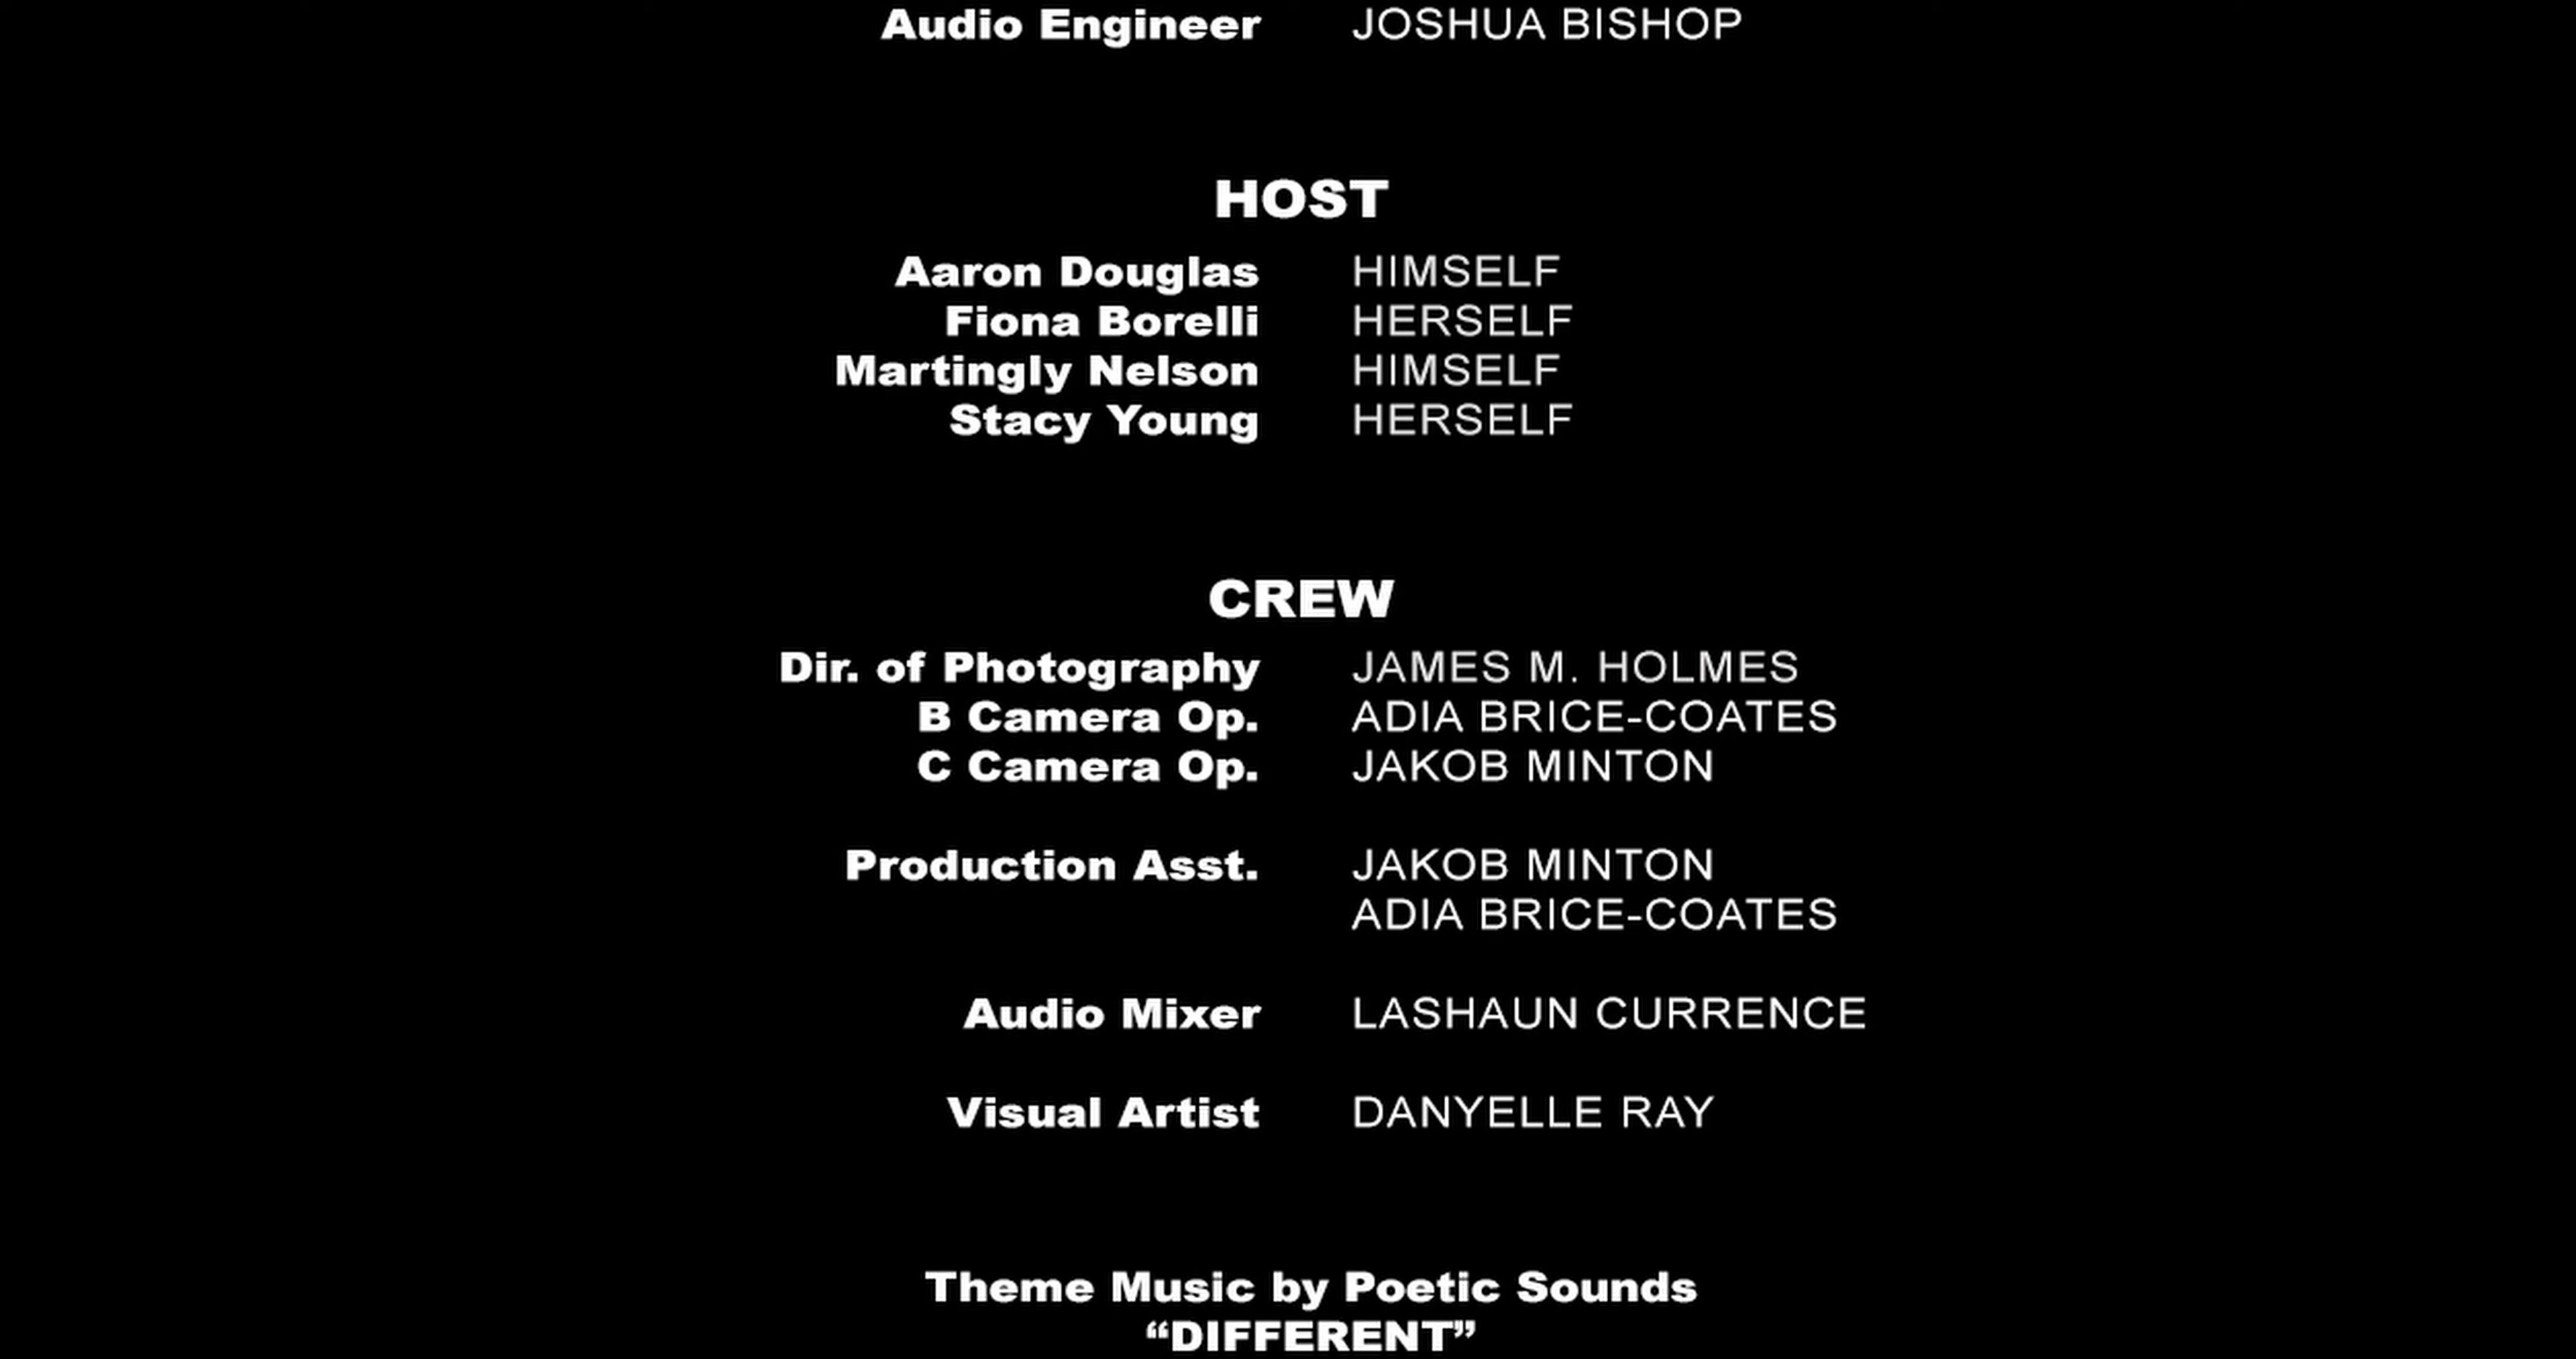 Audio Engineer JOSHUA BISHOP
HOST
Aaron Douglas HIMSELF
Fiona Borelli HERSELF
Martingly Nelson HIMSELF
Stacy Young HERSELF
CREW
Dir. of Photography JAMES M. HOLMES
B Camera Op. ADIA BRICE-COATES
C Camera Op. JAKOB MINTON
Production Asst. JAKOB MINTON
ADIA BRICE-COATES
Audio Mixer LASHAUN CURRENCE
Visual Artist DANYELLE RAY
Theme Music by Poetic Sounds
“DIFFERENT”